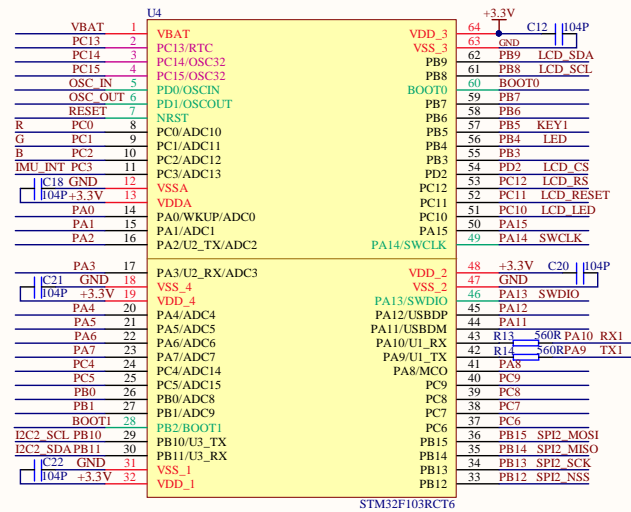 U4
+3.3V
VBAT 1 VBAT VDD_3 64 C12 104P
PC13 2 PC13/RTC VSS_3 63 GND
PC14 3 PC14/OSC32 PB9 62 PB9 LCD_SDA
PC15 4 PC15/OSC32 PB8 61 PB8 LCD_SCL
OSC_IN 5 PD0/OSCIN BOOT0 60 BOOT0
OSC_OUT 6 PD1/OSCOUT PB7 59 PB7
RESET 7 NRST PB6 58 PB6
R PC0 8 PC0/ADC10 PB5 57 PB5 KEY1
G PC1 9 PC1/ADC11 PB4 56 PB4 LED
B PC2 10 PC2/ADC12 PB3 55 PB3
IMU_INT PC3 11 PC3/ADC13 PD2 54 PD2 LCD_CS
C18 GND 12 VSSA PC12 53 PC12 LCD_RS
104P +3.3V 13 VDDA PC11 52 PC11 LCD_RESET
PA0 14 PA0/WKUP/ADC0 PC10 51 PC10 LCD_LED
PA1 15 PA1/ADC1 PA15 50 PA15
PA2 16 PA2/U2_TX/ADC2 PA14/SWCLK 49 PA14 SWCLK
PA3 17 PA3/U2_RX/ADC3 VDD_2 48 +3.3V C20 104P
C21 GND 18 VSS_4 VSS_2 47 GND
104P +3.3V 19 VDD_4 PA13/SWDIO 46 PA13 SWDIO
PA4 20 PA4/ADC4 PA12/USBDP 45 PA12
PA5 21 PA5/ADC5 PA11/USBDM 44 PA11
PA6 22 PA6/ADC6 PA10/U1_RX 43 R13 560R PA10 RX1
PA7 23 PA7/ADC7 PA9/U1_TX 42 R14 560R PA9 TX1
PC4 24 PC4/ADC14 PA8/MCO 41 PA8
PC5 25 PC5/ADC15 PC9 40 PC9
PB0 26 PB0/ADC8 PC8 39 PC8
PB1 27 PB1/ADC9 PC7 38 PC7
BOOT1 28 PB2/BOOT1 PC6 37 PC6
I2C2_SCL PB10 29 PB10/U3_TX PB15 36 PB15 SPI2_MOSI
I2C2_SDA PB11 30 PB11/U3_RX PB14 35 PB14 SPI2_MISO
C22 GND 31 VSS_1 PB13 34 PB13 SPI2_SCK
104P +3.3V 32 VDD_1 PB12 33 PB12 SPI2_NSS
STM32F103RCT6